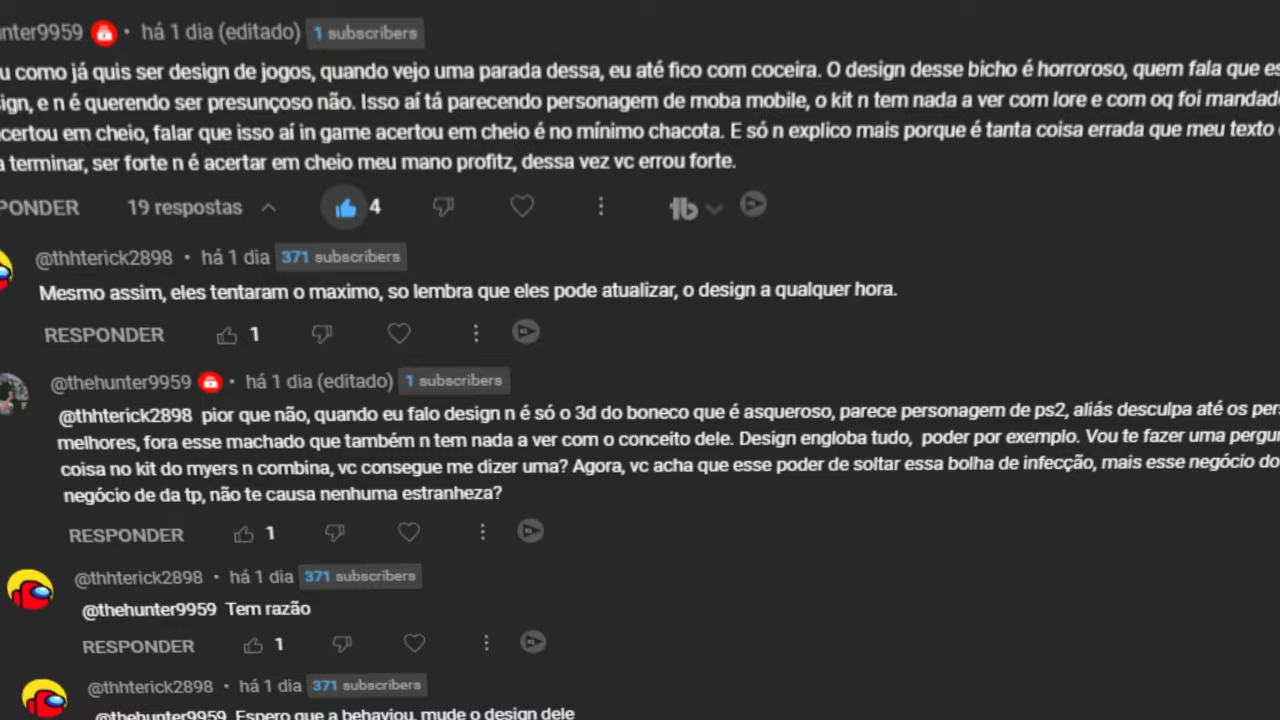 hunter9959 • há 1 dia (editado) 1 subscribers
como já quis ser design de jogos, quando vejo uma parada dessa, eu até fico com coceira. O design desse bicho é horroroso, quem fala que
e n é querendo ser presunçoso não. Isso aí tá parecendo personagem de moba mobile, o kit n tem nada a ver com lore e com oq foi
em cheio, falar que isso aí in game acertou em cheio é no mínimo chacota. E só n explico mais porque é tanta coisa errada que meu texto
terminar, ser forte n é acertar em cheio meu mano profitz, dessa vez vc errou forte.
PONDER 19 respostas 4
@thhterick2898 • há 1 dia 371 subscribers
Mesmo assim, eles tentaram o maximo, so lembra que eles pode atualizar, o design a qualquer hora.
RESPONDER 1
@thehunter9959 • há 1 dia (editado) 1 subscribers
@thhterick2898 pior que não, quando eu falo design n é só o 3d do boneco que é asqueroso, parece personagem de ps2, aliás desculpa até os
melhores, fora esse machado que também n tem nada a ver com o conceito dele. Design engloba tudo, poder por exemplo. Vou te fazer uma
coisa no kit do myers n combina, vc consegue me dizer uma? Agora, vc acha que esse poder de soltar essa bolha de infecção, mais esse negócio do
negócio de da tp, não te causa nenhuma estranheza?
RESPONDER 1
@thhterick2898 • há 1 dia 371 subscribers
@thehunter9959 Tem razão
RESPONDER 1
@thhterick2898 • há 1 dia 371 subscribers
@thehunter9959 Espero que a behaviou, mude o design dele